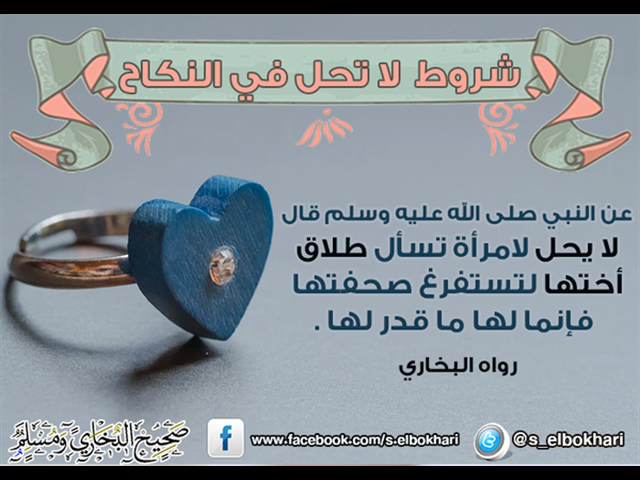 شروط لا تحل في النكاح
عن النبي صلى الله عليه وسلم قال
لا يحل لامرأة تسأل طلاق
أختها لتستفرغ صحفتها
فإنما لها ما قدر لها .
رواه البخاري
صحيح البخاري ومسلم
www.facebook.com/s-elbokhari
@s_elbokhari